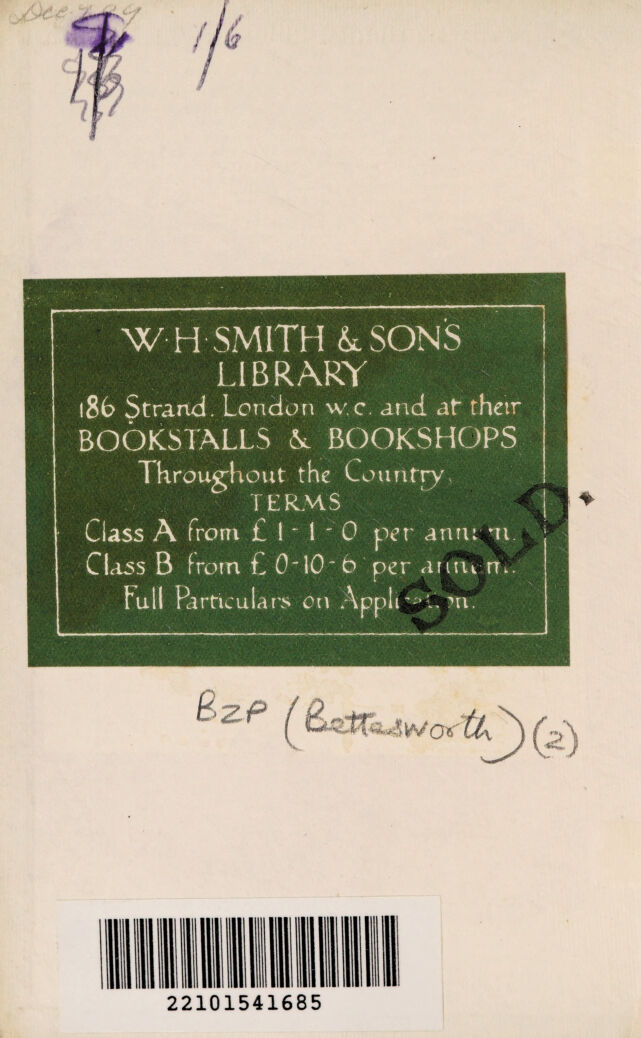 1/6
W·H·SMITH & SON'S
LIBRARY
186 Strand. London w.c. and at their
BOOKSTALLS & BOOKSHOPS
Throughout the Country,
TERMS
Class A from £1-1-0 per annum.
Class B from £0-10-6 per annum.
Full Particulars on Application.
SOLD.
BZP (Bettesworth) (2)
22101541685